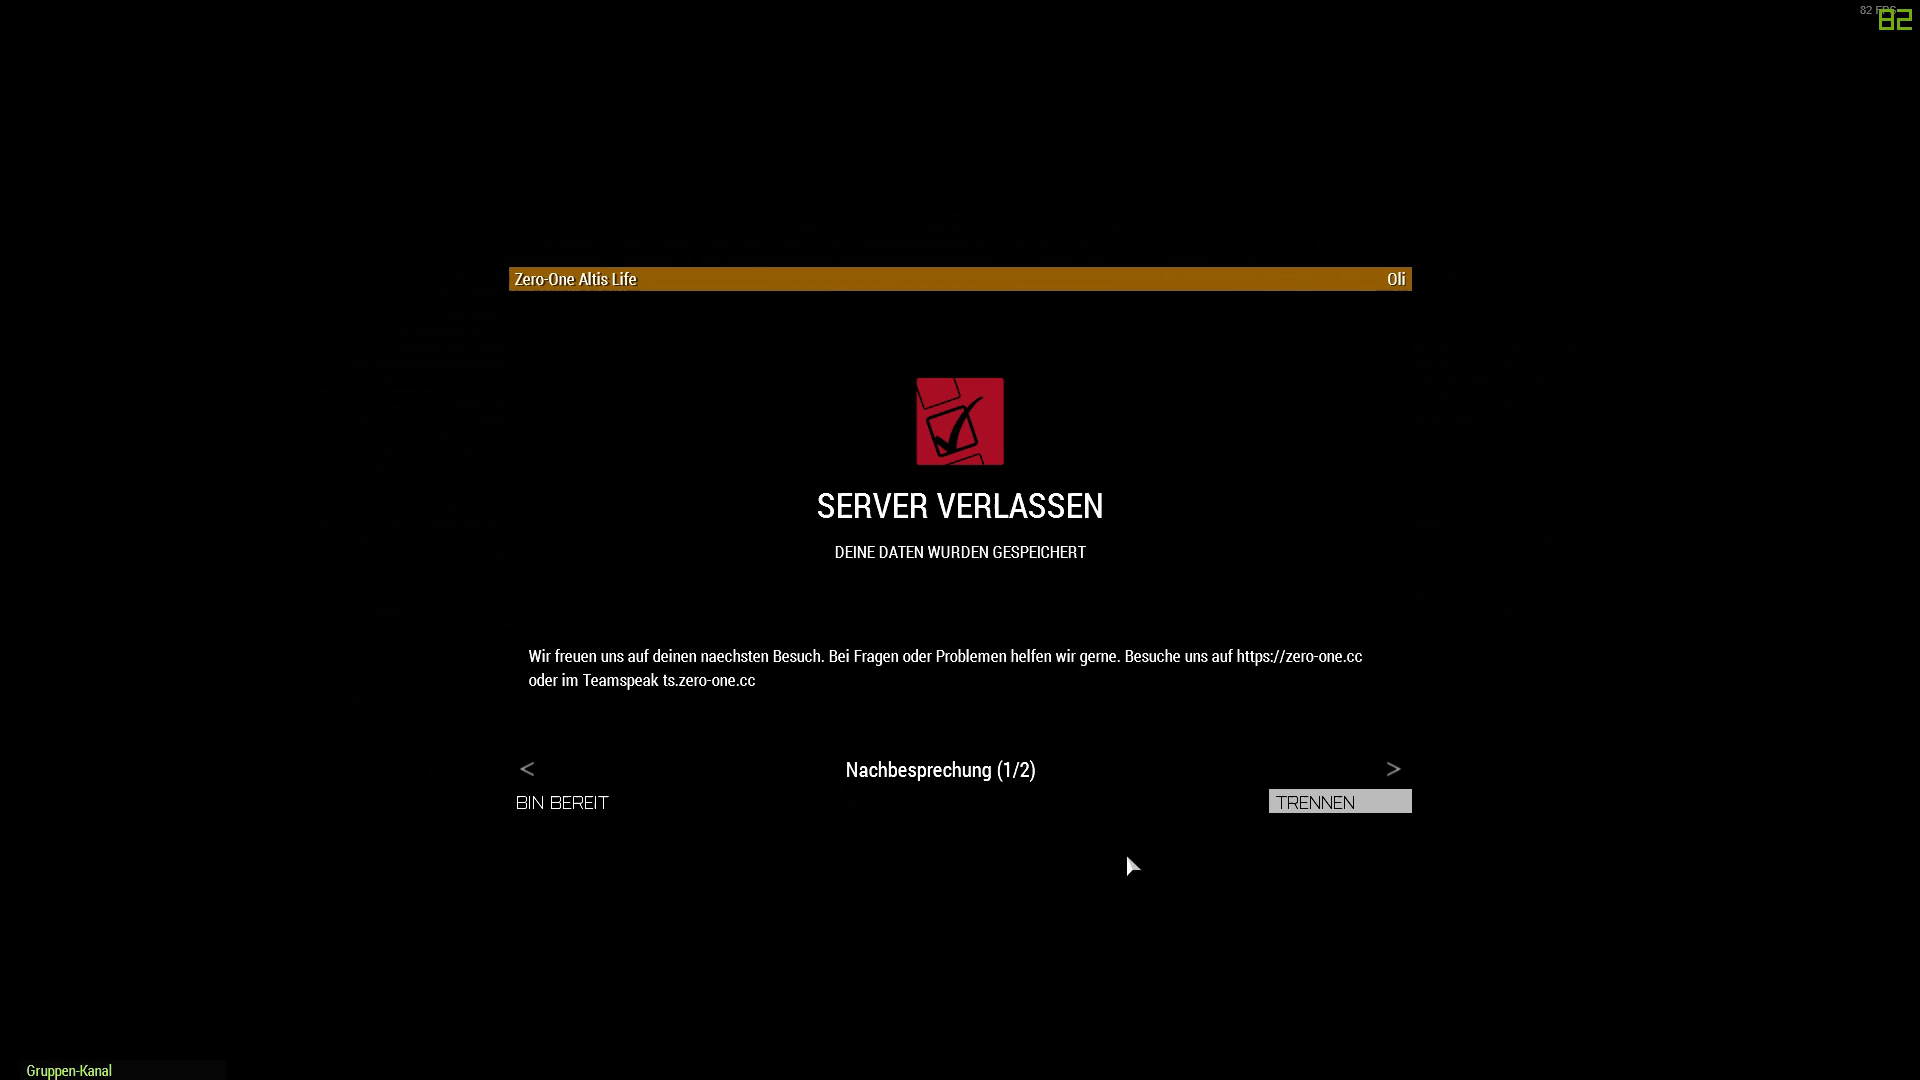 82 FPS
82
Zero-One Altis Life Oli
SERVER VERLASSEN
DEINE DATEN WURDEN GESPEICHERT
Wir freuen uns auf deinen naechsten Besuch. Bei Fragen oder Problemen helfen wir gerne. Besuche uns auf https://zero-one.cc
oder im Teamspeak ts.zero-one.cc
< Nachbesprechung (1/2) >
BIN BEREIT TRENNEN
Gruppen-Kanal